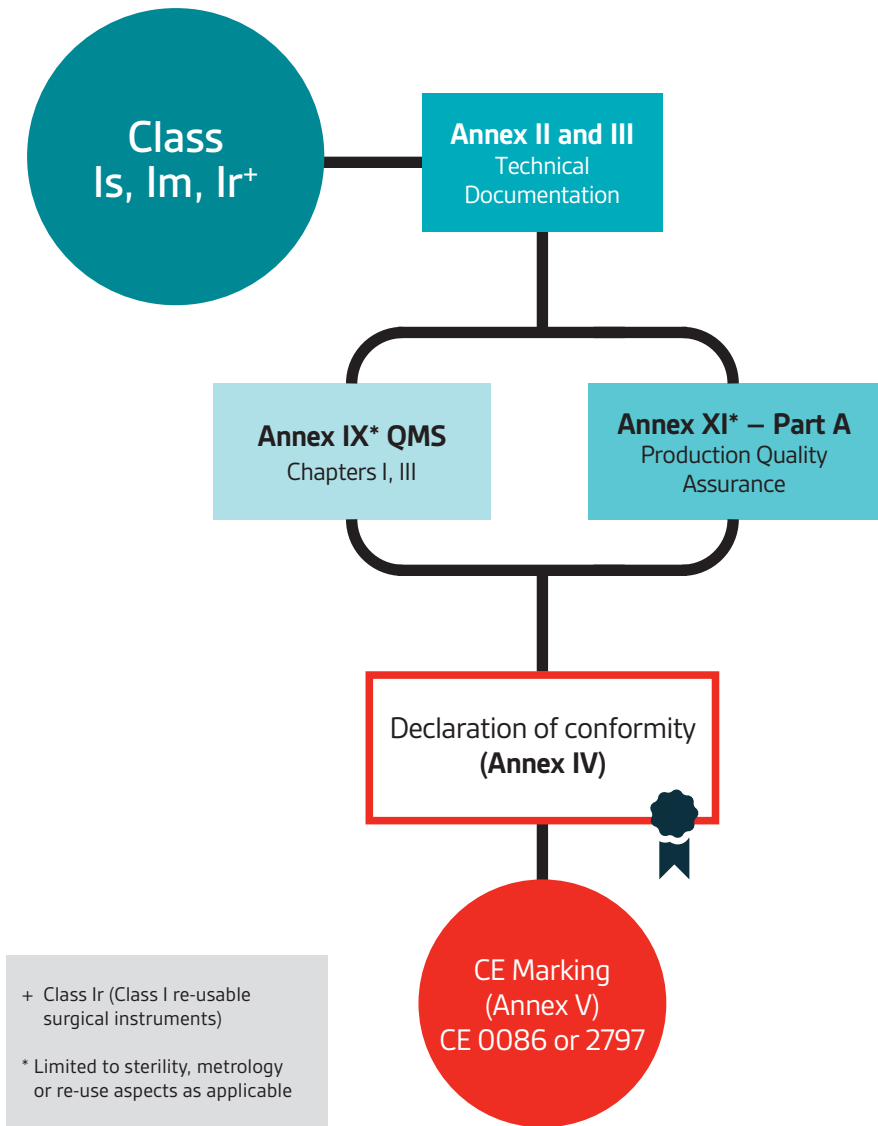 Class
Is, Im, Ir+
Annex II and III
Technical
Documentation
Annex IX* QMS
Chapters I, III
Annex XI* – Part A
Production Quality
Assurance
Declaration of conformity
(Annex IV)
CE Marking
(Annex V)
CE 0086 or 2797
+ Class Ir (Class I re-usable
surgical instruments)
* Limited to sterility, metrology
or re-use aspects as applicable